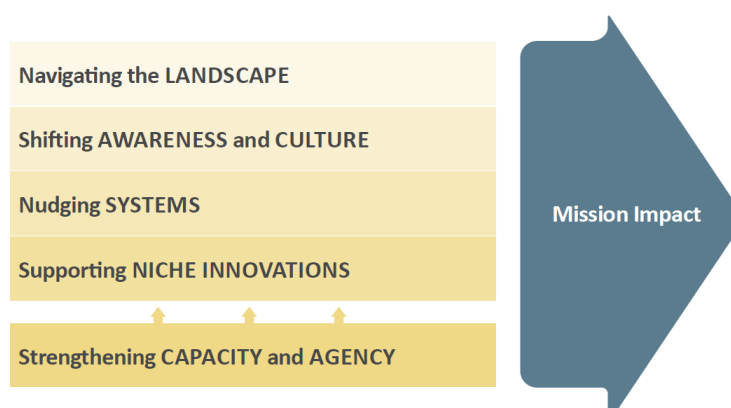 Navigating the LANDSCAPE
Shifting AWARENESS and CULTURE
Nudging SYSTEMS
Supporting NICHE INNOVATIONS
Strengthening CAPACITY and AGENCY
Mission Impact